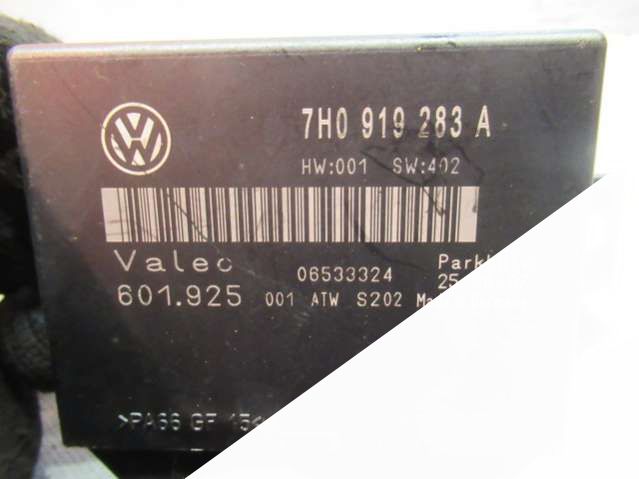 7H0 919 283 A
HW:001 SW:402
Valeo 06533324
601.925 001 ATW S202
>PA66 GF 15<